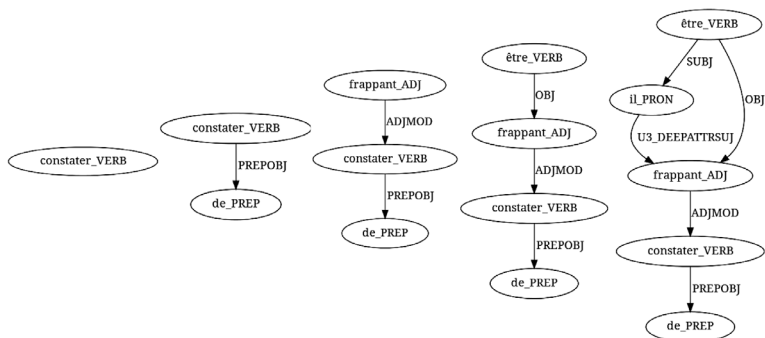 constater_VERB
constater_VERB
PREPOBJ
de_PREP
frappant_ADJ
ADJMOD
constater_VERB
PREPOBJ
de_PREP
être_VERB
OBJ
frappant_ADJ
ADJMOD
constater_VERB
PREPOBJ
de_PREP
être_VERB
SUBJ
il_PRON
OBJ
U3_DEEPATTRSUJ
frappant_ADJ
ADJMOD
constater_VERB
PREPOBJ
de_PREP